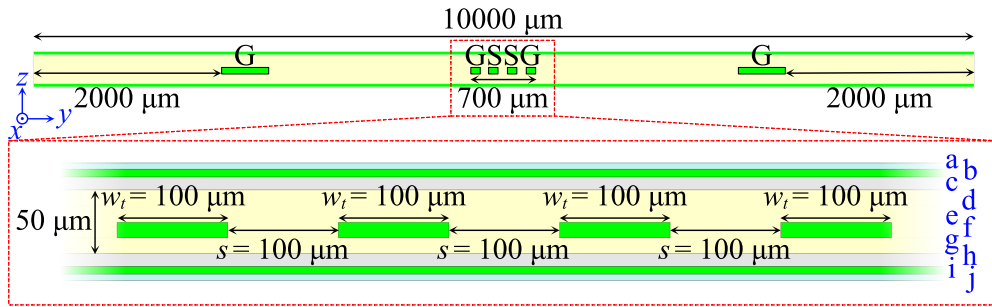 10000 μm
G GSSG G
z 2000 μm 700 μm 2000 μm
x y
a b
c
w_t = 100 μm w_t = 100 μm w_t = 100 μm w_t = 100 μm d
50 μm e
f
s = 100 μm s = 100 μm s = 100 μm g
h
i
j